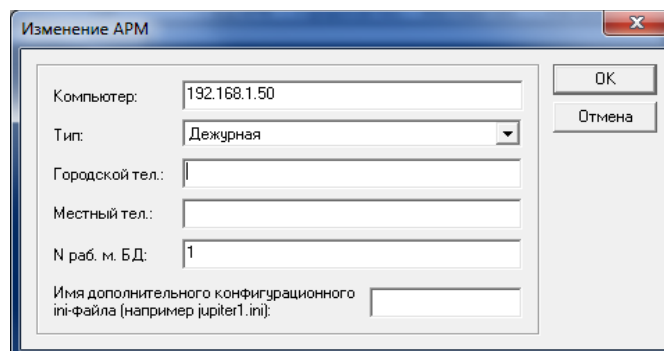 Изменение АРМ
Компьютер: 192.168.1.50
OK
Тип: Дежурная
Отмена
Городской тел.:
Местный тел.:
N раб. м. БД: 1
Имя дополнительного конфигурационного
ini-файла (например jupiter1.ini):